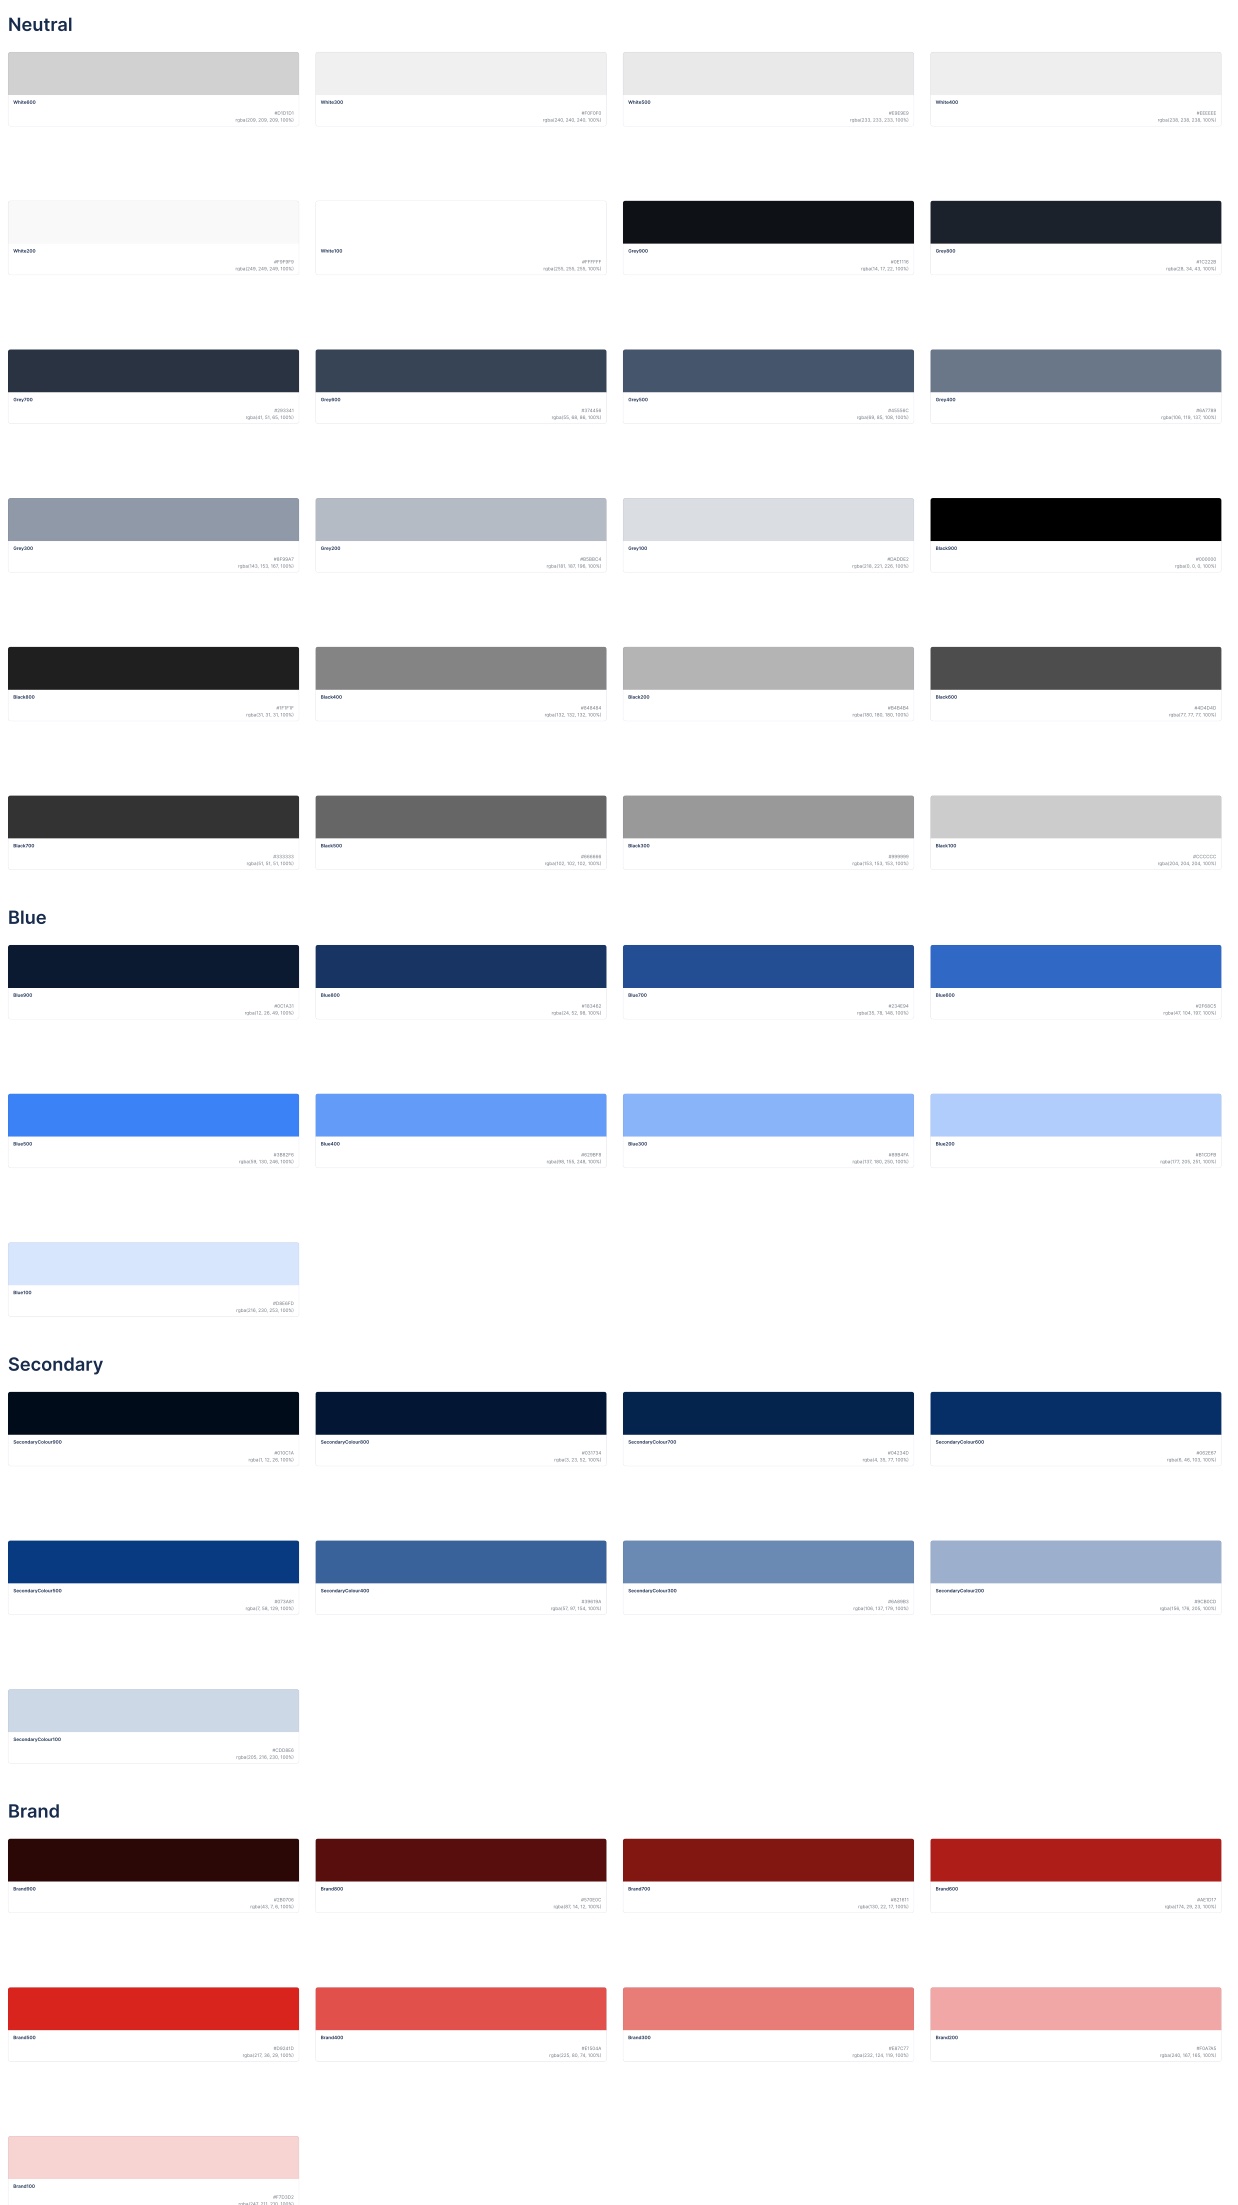 Neutral
White600
#D1D1D1
rgba(209, 209, 209, 100%)
White300
#F0F0F0
rgba(240, 240, 240, 100%)
White500
#E9E9E9
rgba(233, 233, 233, 100%)
White400
#EEEEEE
rgba(238, 238, 238, 100%)
White200
#F9F9F9
rgba(249, 249, 249, 100%)
White100
#FFFFFF
rgba(255, 255, 255, 100%)
Grey900
#0E1116
rgba(14, 17, 22, 100%)
Grey800
#1C222B
rgba(28, 34, 43, 100%)
Grey700
#293341
rgba(41, 51, 65, 100%)
Grey600
#374456
rgba(55, 68, 86, 100%)
Grey500
#45556C
rgba(69, 85, 108, 100%)
Grey400
#6A7789
rgba(106, 119, 137, 100%)
Grey300
#8F99A7
rgba(143, 153, 167, 100%)
Grey200
#B5BBC4
rgba(181, 187, 196, 100%)
Grey100
#DADDE2
rgba(218, 221, 226, 100%)
Black900
#000000
rgba(0, 0, 0, 100%)
Black800
#1F1F1F
rgba(31, 31, 31, 100%)
Black400
#848484
rgba(132, 132, 132, 100%)
Black200
#B4B4B4
rgba(180, 180, 180, 100%)
Black600
#4D4D4D
rgba(77, 77, 77, 100%)
Black700
#333333
rgba(51, 51, 51, 100%)
Black500
#666666
rgba(102, 102, 102, 100%)
Black300
#999999
rgba(153, 153, 153, 100%)
Black100
#CCCCCC
rgba(204, 204, 204, 100%)
Blue
Blue900
#0C1A31
rgba(12, 26, 49, 100%)
Blue800
#183462
rgba(24, 52, 98, 100%)
Blue700
#234E94
rgba(35, 78, 148, 100%)
Blue600
#2F68C5
rgba(47, 104, 197, 100%)
Blue500
#3B82F6
rgba(59, 130, 246, 100%)
Blue400
#629BF8
rgba(98, 155, 248, 100%)
Blue300
#89B4FA
rgba(137, 180, 250, 100%)
Blue200
#B1CDFB
rgba(177, 205, 251, 100%)
Blue100
#D8E6FD
rgba(216, 230, 253, 100%)
Secondary
SecondaryColour900
#010C1A
rgba(1, 12, 26, 100%)
SecondaryColour800
#031734
rgba(3, 23, 52, 100%)
SecondaryColour700
#04234D
rgba(4, 35, 77, 100%)
SecondaryColour600
#062E67
rgba(6, 46, 103, 100%)
SecondaryColour500
#073A81
rgba(7, 58, 129, 100%)
SecondaryColour400
#39619A
rgba(57, 97, 154, 100%)
SecondaryColour300
#6A89B3
rgba(106, 137, 179, 100%)
SecondaryColour200
#9CB0CD
rgba(156, 176, 205, 100%)
SecondaryColour100
#CDD8E6
rgba(205, 216, 230, 100%)
Brand
Brand900
#2B0706
rgba(43, 7, 6, 100%)
Brand800
#570E0C
rgba(87, 14, 12, 100%)
Brand700
#821611
rgba(130, 22, 17, 100%)
Brand600
#AE1D17
rgba(174, 29, 23, 100%)
Brand500
#D9241D
rgba(217, 36, 29, 100%)
Brand400
#E1504A
rgba(225, 80, 74, 100%)
Brand300
#E87C77
rgba(232, 124, 119, 100%)
Brand200
#F0A7A5
rgba(240, 167, 165, 100%)
Brand100
#F7D3D2